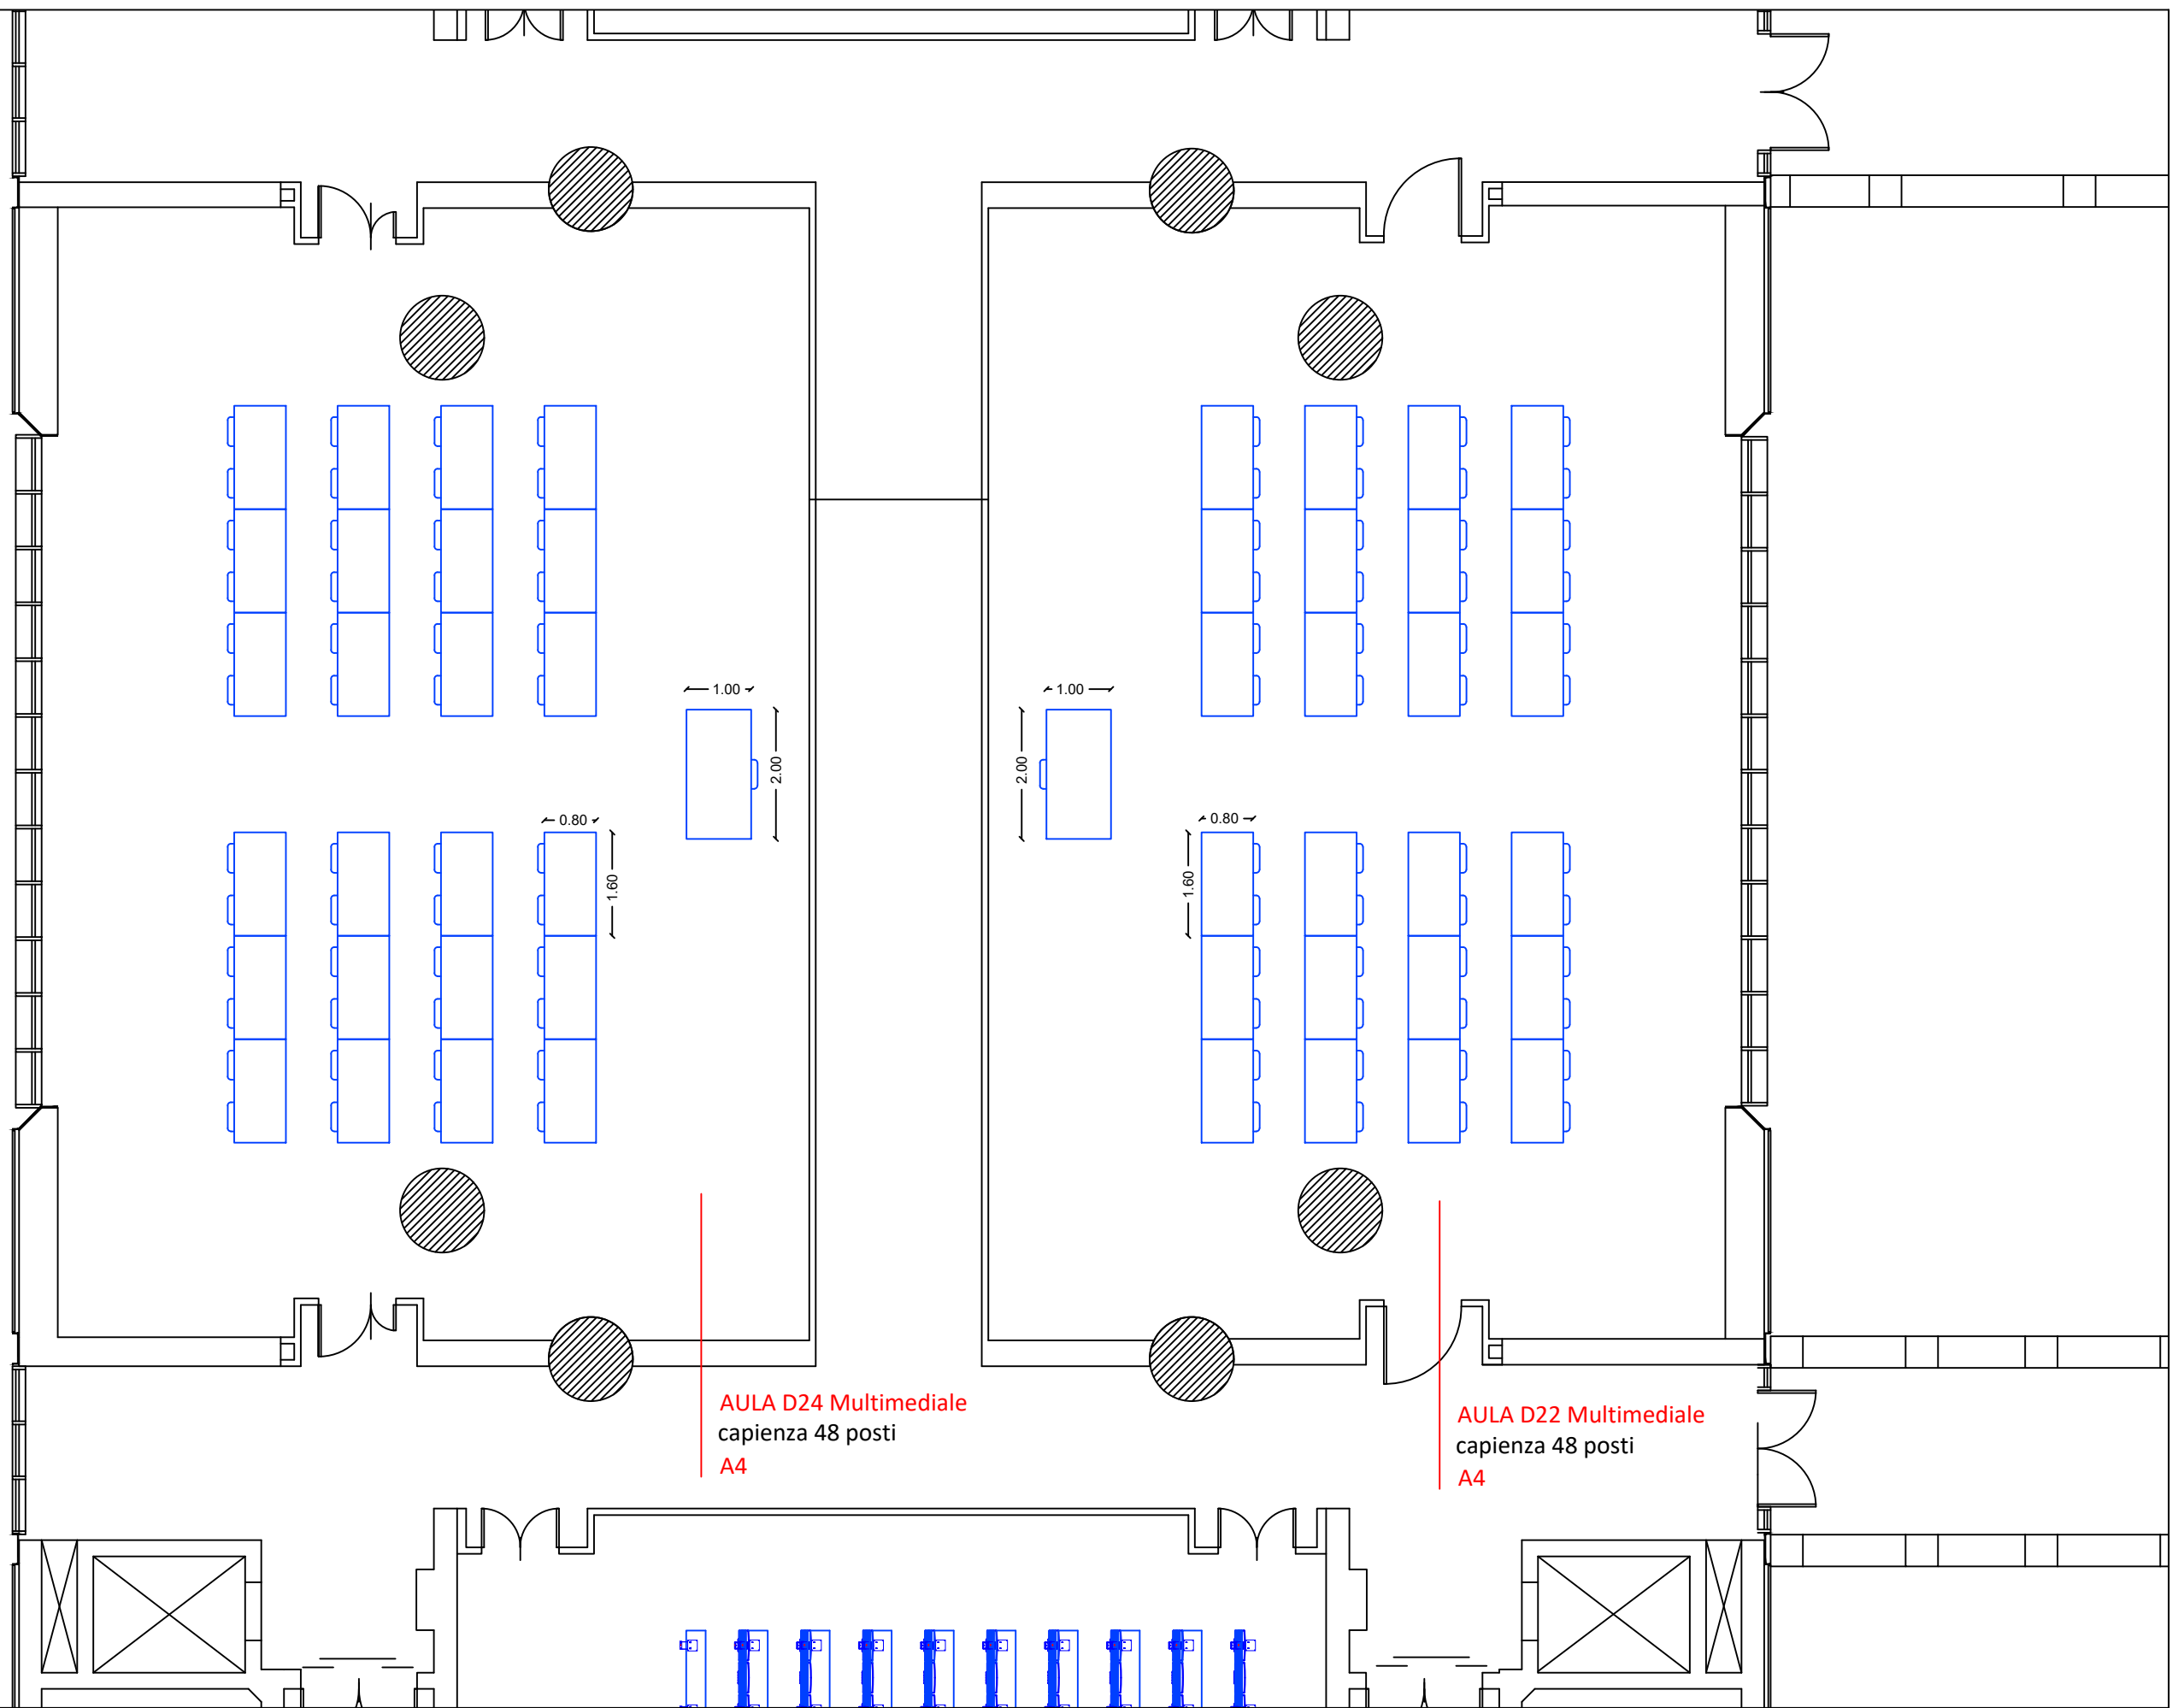 1.00
1.00
2.00
2.00
0.80
0.80
1.60
1.60
AULA D24 Multimediale
capienza 48 posti
A4
AULA D22 Multimediale
capienza 48 posti
A4